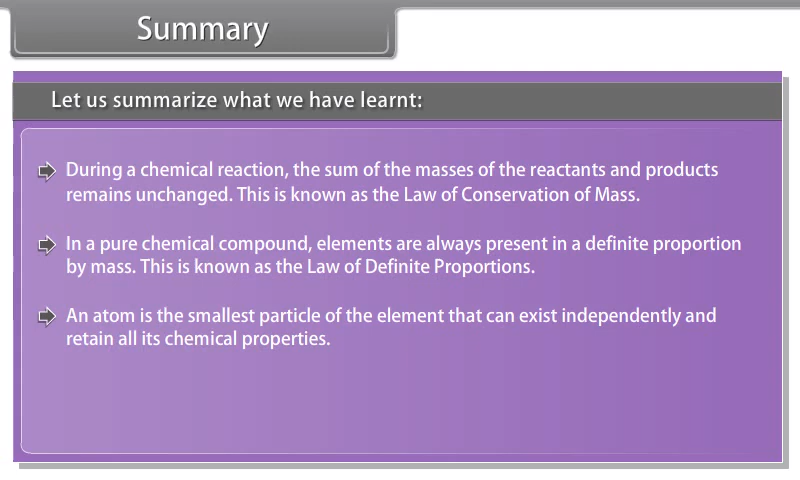 Summary
Let us summarize what we have learnt:
During a chemical reaction, the sum of the masses of the reactants and products
remains unchanged. This is known as the Law of Conservation of Mass.
In a pure chemical compound, elements are always present in a definite proportion
by mass. This is known as the Law of Definite Proportions.
An atom is the smallest particle of the element that can exist independently and
retain all its chemical properties.